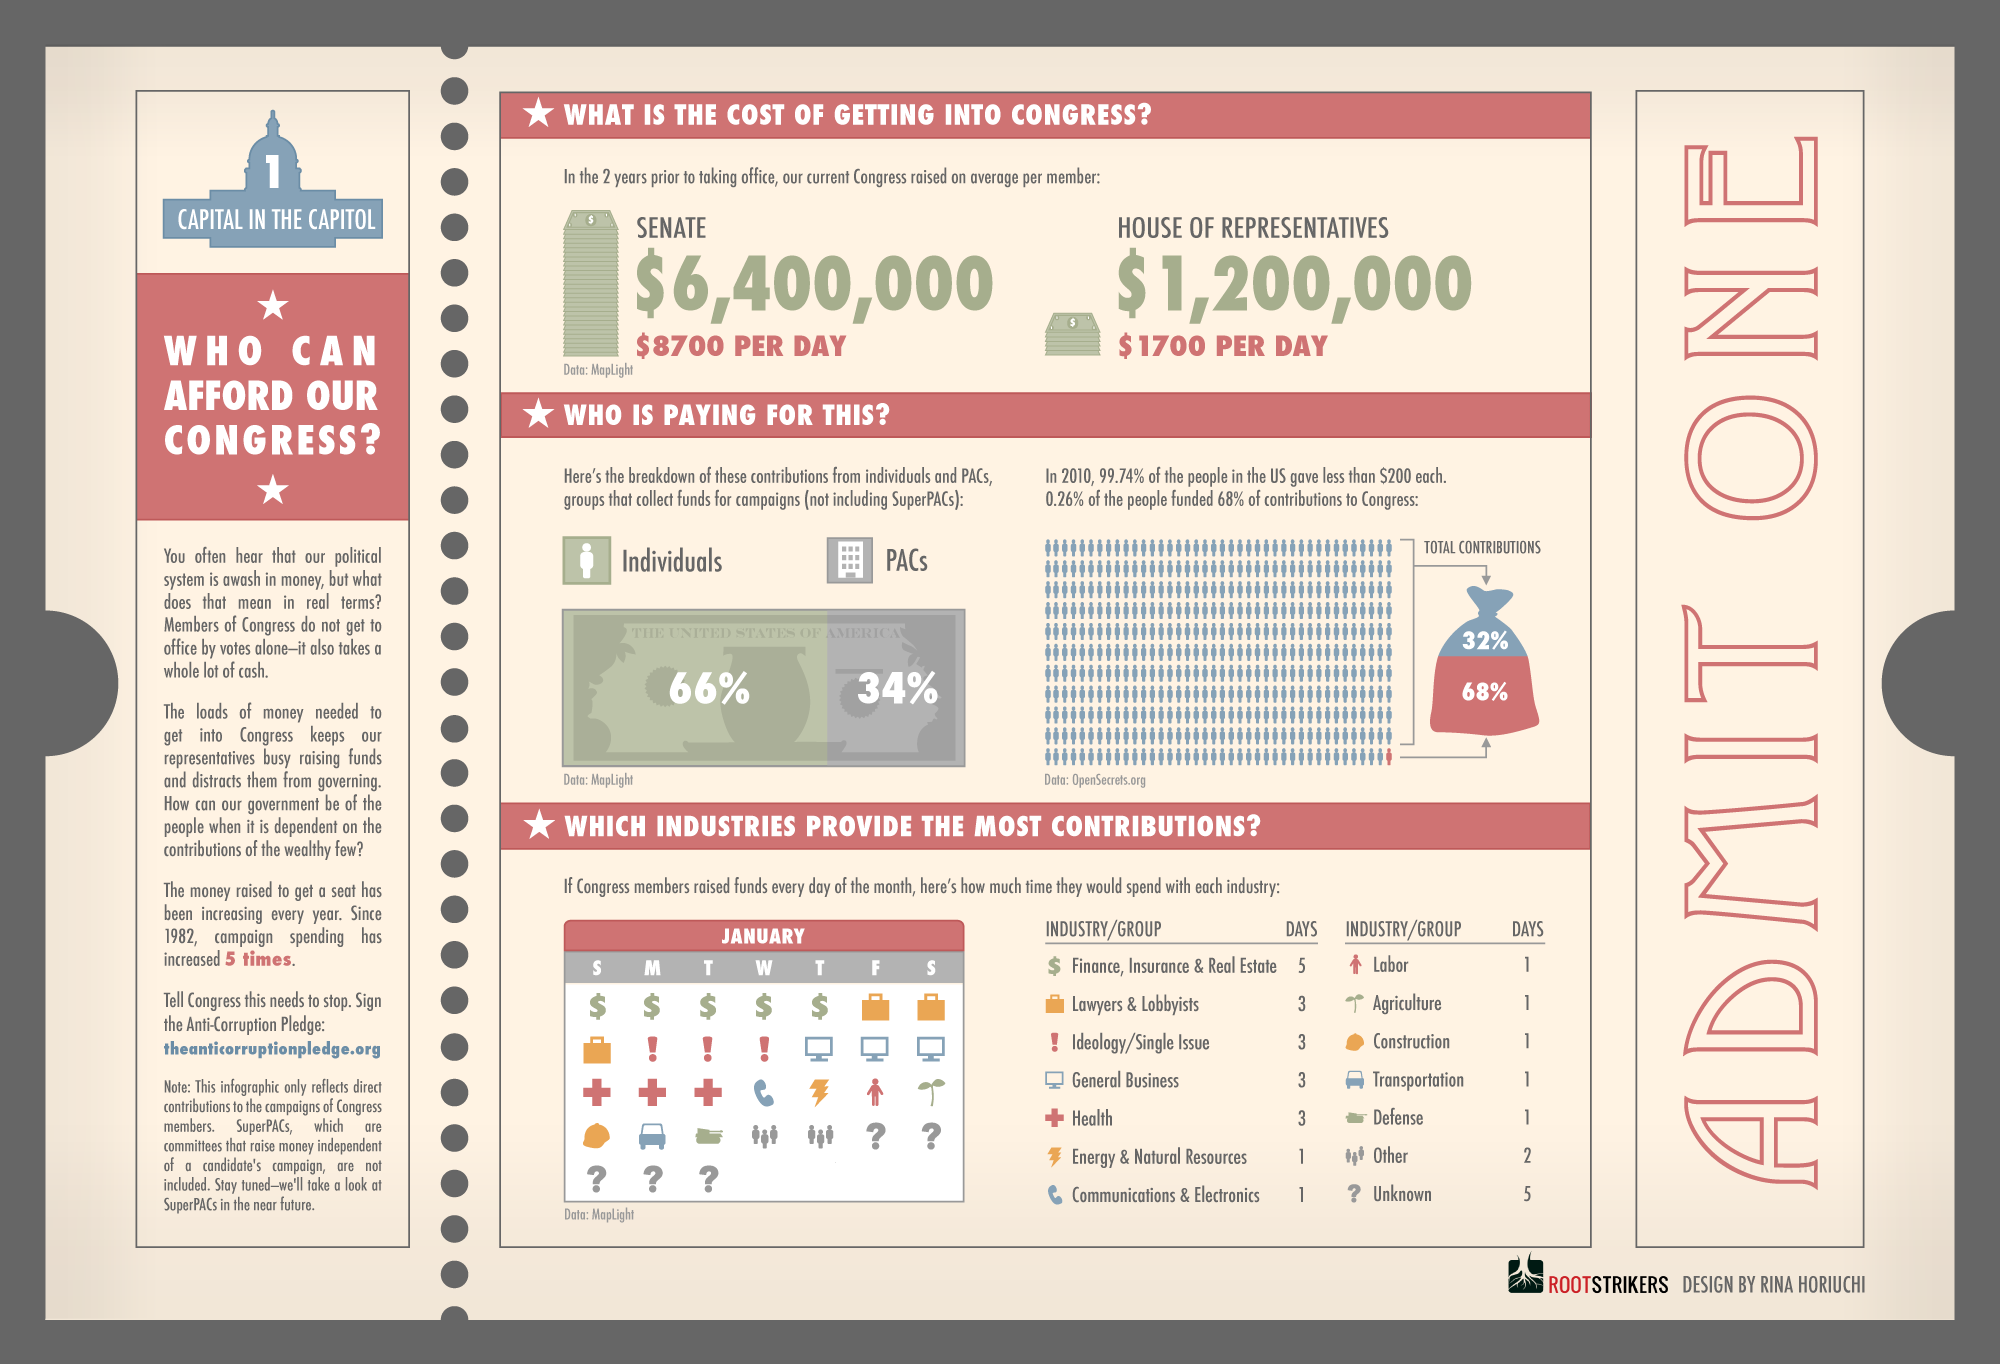 1
CAPITAL IN THE CAPITOL
WHO CAN
AFFORD OUR
CONGRESS?
You often hear that our political
system is awash in money, but what
does that mean in real terms?
Members of Congress do not get to
office by votes alone–it also takes a
whole lot of cash.
The loads of money needed to
get into Congress keeps our
representatives busy raising funds
and distracts them from governing.
How can our government be of the
people when it is dependent on the
contributions of the wealthy few?
The money raised to get a seat has
been increasing every year. Since
1982, campaign spending has
increased 5 times.
Tell Congress this needs to stop. Sign
the Anti-Corruption Pledge:
theanticorruptionpledge.org
Note: This infographic only reflects direct
contributions to the campaigns of Congress
members. SuperPACs, which are
committees that raise money independent
of a candidate's campaign, are not
included. Stay tuned–we'll take a look at
SuperPACs in the near future.
WHAT IS THE COST OF GETTING INTO CONGRESS?
In the 2 years prior to taking office, our current Congress raised on average per member:
$
SENATE
$6,400,000
$8700 PER DAY
Data: MapLight
$
HOUSE OF REPRESENTATIVES
$1,200,000
$1700 PER DAY
WHO IS PAYING FOR THIS?
Here's the breakdown of these contributions from individuals and PACs,
groups that collect funds for campaigns (not including SuperPACs):
Individuals
PACs
THE UNITED STATES OF AMERICA
66%
34%
Data: MapLight
In 2010, 99.74% of the people in the US gave less than $200 each.
0.26% of the people funded 68% of contributions to Congress:
TOTAL CONTRIBUTIONS
32%
68%
Data: OpenSecrets.org
WHICH INDUSTRIES PROVIDE THE MOST CONTRIBUTIONS?
If Congress members raised funds every day of the month, here's how much time they would spend with each industry:
JANUARY
S M T W T F S
$ $ $ $ $
! ! !
? ?
? ? ?
Data: MapLight
INDUSTRY/GROUP DAYS
$ Finance, Insurance & Real Estate 5
Lawyers & Lobbyists 3
! Ideology/Single Issue 3
General Business 3
Health 3
Energy & Natural Resources 1
Communications & Electronics 1
INDUSTRY/GROUP DAYS
Labor 1
Agriculture 1
Construction 1
Transportation 1
Defense 1
Other 2
? Unknown 5
ADMIT ONE
ROOTSTRIKERS DESIGN BY RINA HORIUCHI